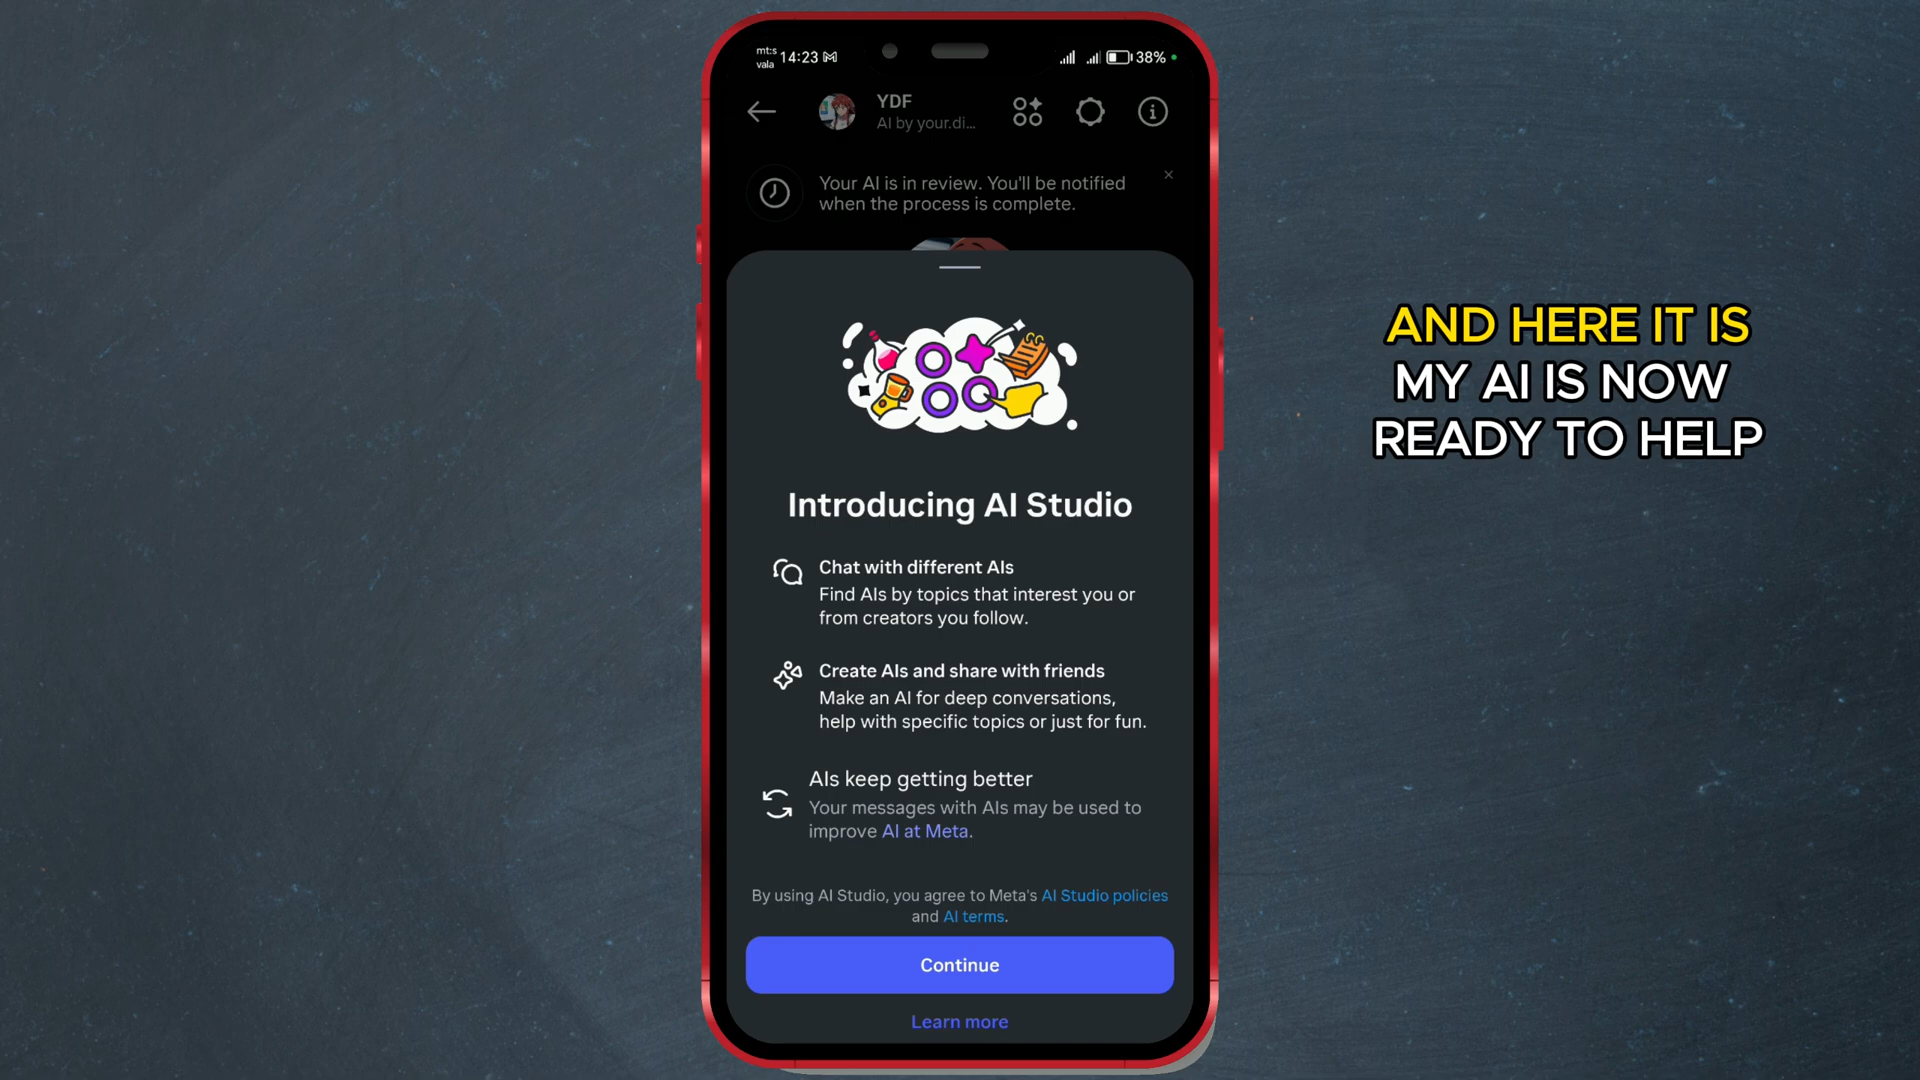 mt:s
vala
14:23
38%
YDF
AI by your.di...
Your AI is in review. You'll be notified
when the process is complete.
Introducing AI Studio
Chat with different AIs
Find AIs by topics that interest you or
from creators you follow.
Create AIs and share with friends
Make an AI for deep conversations,
help with specific topics or just for fun.
AIs keep getting better
Your messages with AIs may be used to
improve AI at Meta.
By using AI Studio, you agree to Meta's AI Studio policies
and AI terms.
Continue
Learn more
AND HERE IT IS
MY AI IS NOW
READY TO HELP